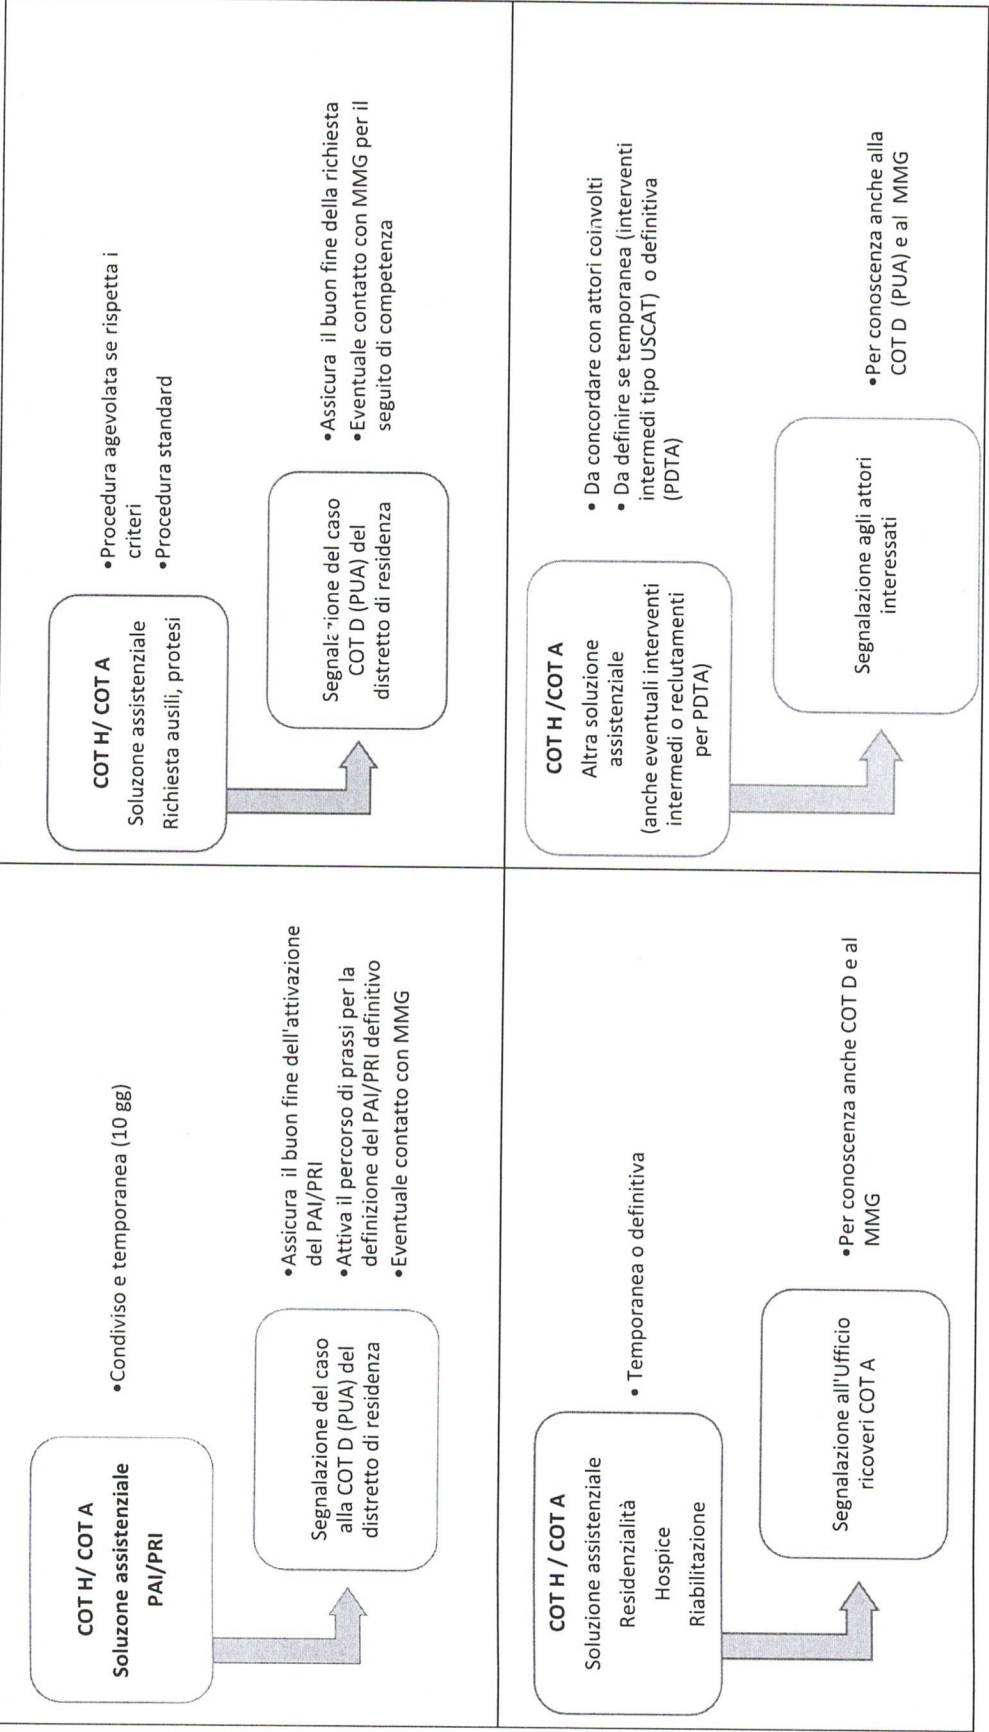 COT H/ COT A
Soluzone assistenziale
PAI/PRI
•Condiviso e temporanea (10 gg)
Segnalazione del caso
alla COT D (PUA) del
distretto di residenza
•Assicura il buon fine dell'attivazione
del PAI/PRI
•Attiva il percorso di prassi per la
definizione del PAI/PRI definitivo
•Eventuale contatto con MMG
COT H/ COT A
Soluzone assistenziale
Richiesta ausili, protesi
•Procedura agevolata se rispetta i
criteri
•Procedura standard
Segnalazione del caso
COT D (PUA) del
distretto di residenza
•Assicura il buon fine della richiesta
•Eventuale contatto con MMG per il
seguito di competenza
COT H / COT A
Soluzione assistenziale
Residenzialità
Hospice
Riabilitazione
• Temporanea o definitiva
Segnalazione all'Ufficio
ricoveri COT A
•Per conoscenza anche COT D e al
MMG
COT H /COT A
Altra soluzione
assistenziale
(anche eventuali interventi
intermedi o reclutamenti
per PDTA)
• Da concordare con attori coinvolti
• Da definire se temporanea (interventi
intermedi tipo USCAT) o definitiva
(PDTA)
Segnalazione agli attori
interessati
•Per conoscenza anche alla
COT D (PUA) e al MMG